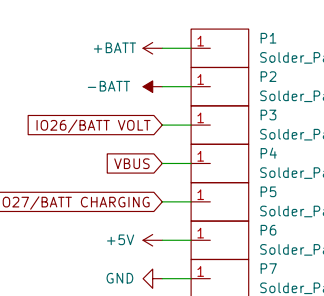 +BATT 1 P1
Solder_Pa
-BATT 1 P2
Solder_Pa
IO26/BATT VOLT 1 P3
Solder_Pa
VBUS 1 P4
Solder_Pa
O27/BATT CHARGING 1 P5
Solder_Pa
+5V 1 P6
Solder_Pa
GND 1 P7
Solder_Pa